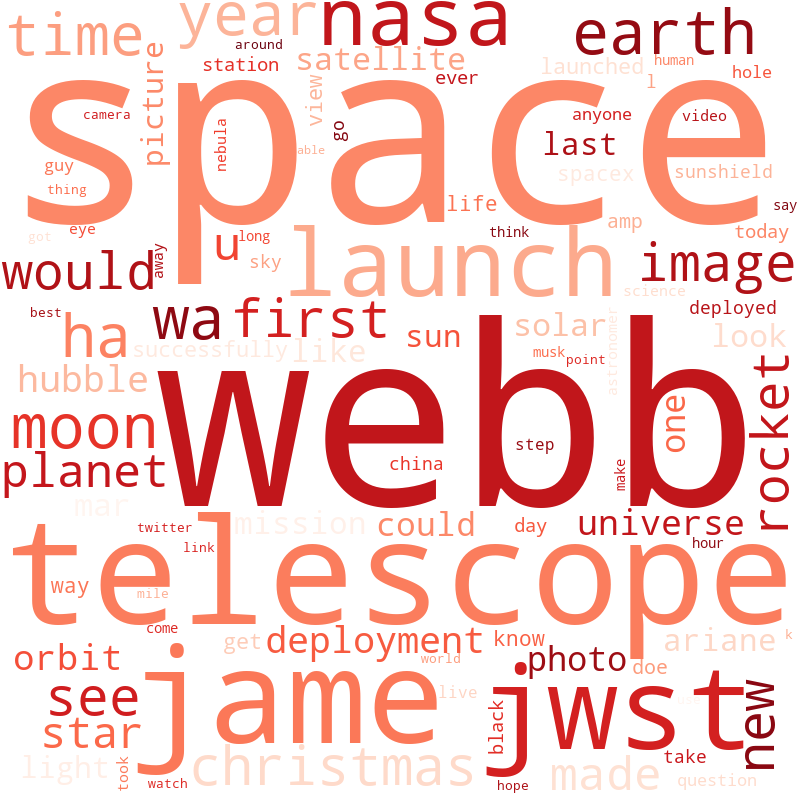 time
year
nasa
earth
around
station
satellite
launched
human
picture
view
ever
l
hole
space
camera
nebula
able
go
anyone
last
video
guy
thing
spacex
sunshield
eye
got
u
long
life
think
amp
say
today
would
away
sky
launch
image
science
best
ha
wa
first
sun
solar
deployed
look
successfully
like
musk
point
astronomer
hubble
webb
moon
one
rocket
planet
china
step
make
mar
mission
could
day
universe
twitter
link
hour
telescope
way
mile
come
get
deployment
know
ariane
k
orbit
jame
world
photo
doe
see
live
jwst
new
star
black
light
took
christmas
take
made
question
watch
hope